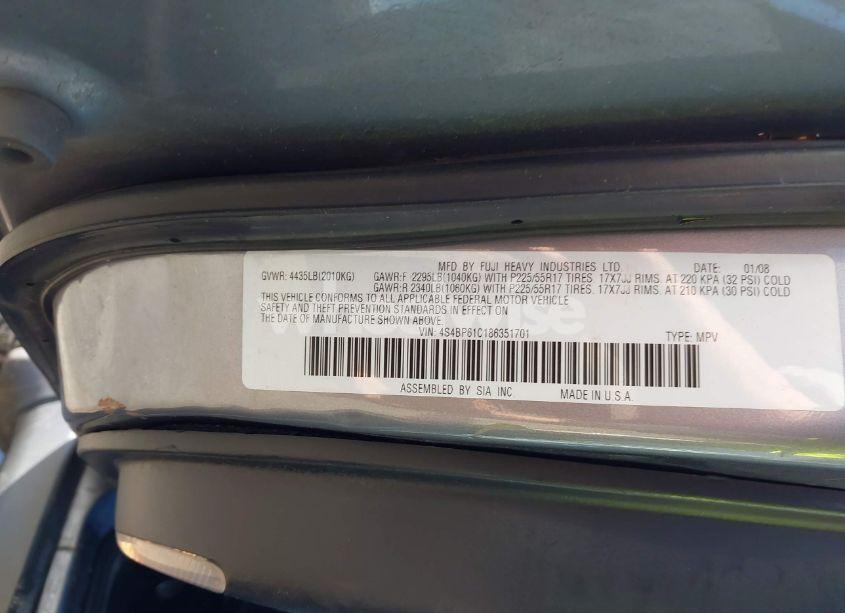 MFD BY FUJI HEAVY INDUSTRIES LTD. DATE: 01/08
GVWR: 4435LB(2010KG) GAWR:F 2295LB(1040KG) WITH P225/55R17 TIRES. 17X7JJ RIMS. AT 220 KPA (32 PSI) COLD
GAWR:R 2340LB(1060KG) WITH P225/55R17 TIRES. 17X7JJ RIMS. AT 210 KPA (30 PSI) COLD
THIS VEHICLE CONFORMS TO ALL APPLICABLE FEDERAL MOTOR VEHICLE
SAFETY AND THEFT PREVENTION STANDARDS IN EFFECT ON
THE DATE OF MANUFACTURE SHOWN ABOVE.
VIN: 4S4BP61C186351701 TYPE: MPV
ASSEMBLED BY SIA INC. MADE IN U.S.A.